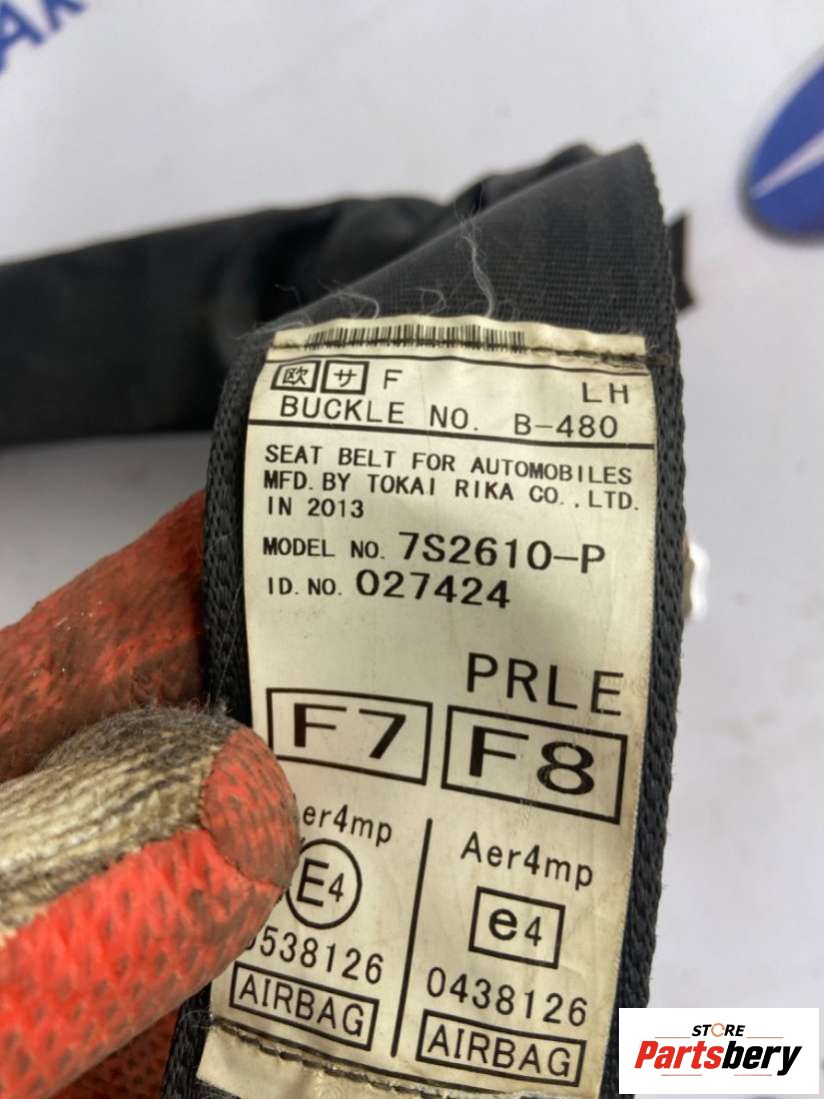 欧 サ F LH
BUCKLE NO. B-480
SEAT BELT FOR AUTOMOBILES
MFD. BY TOKAI RIKA CO., LTD.
IN 2013
MODEL NO. 7S2610-P
ID. NO. 027424
PRLE
F7 F8
er4mp Aer4mp
E4 e4
538126 0438126
AIRBAG AIRBAG
STORE
Partsbery